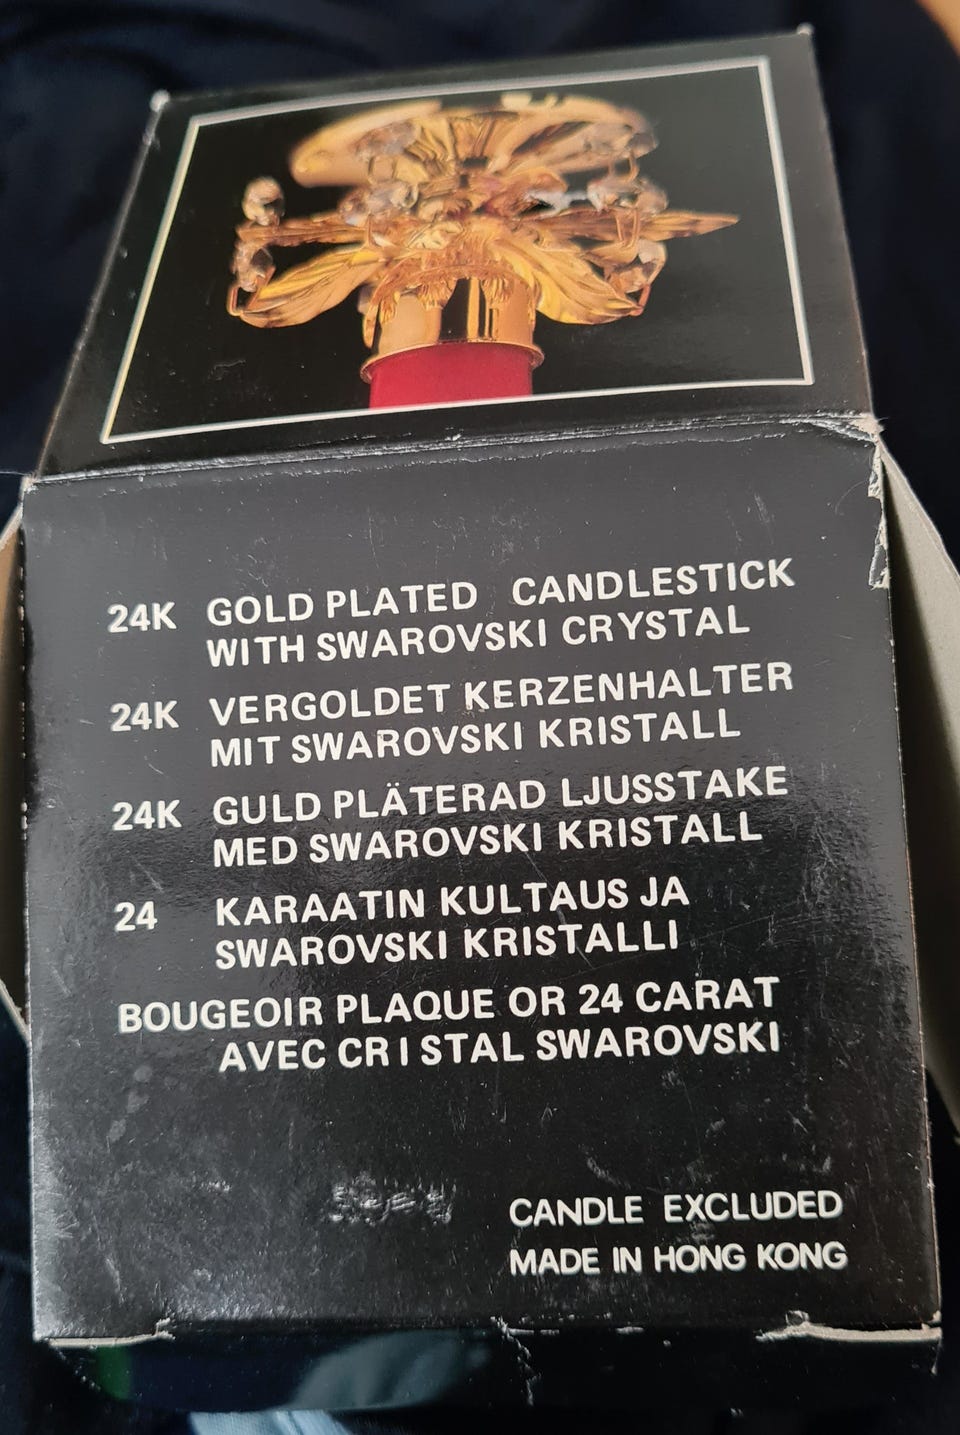 24K GOLD PLATED CANDLESTICK
WITH SWAROVSKI CRYSTAL
24K VERGOLDET KERZENHALTER
MIT SWAROVSKI KRISTALL
24K GULD PLÄTERAD LJUSSTAKE
MED SWAROVSKI KRISTALL
24 KARAATIN KULTAUS JA
SWAROVSKI KRISTALLI
BOUGEOIR PLAQUE OR 24 CARAT
AVEC CRISTAL SWAROVSKI
CANDLE EXCLUDED
MADE IN HONG KONG